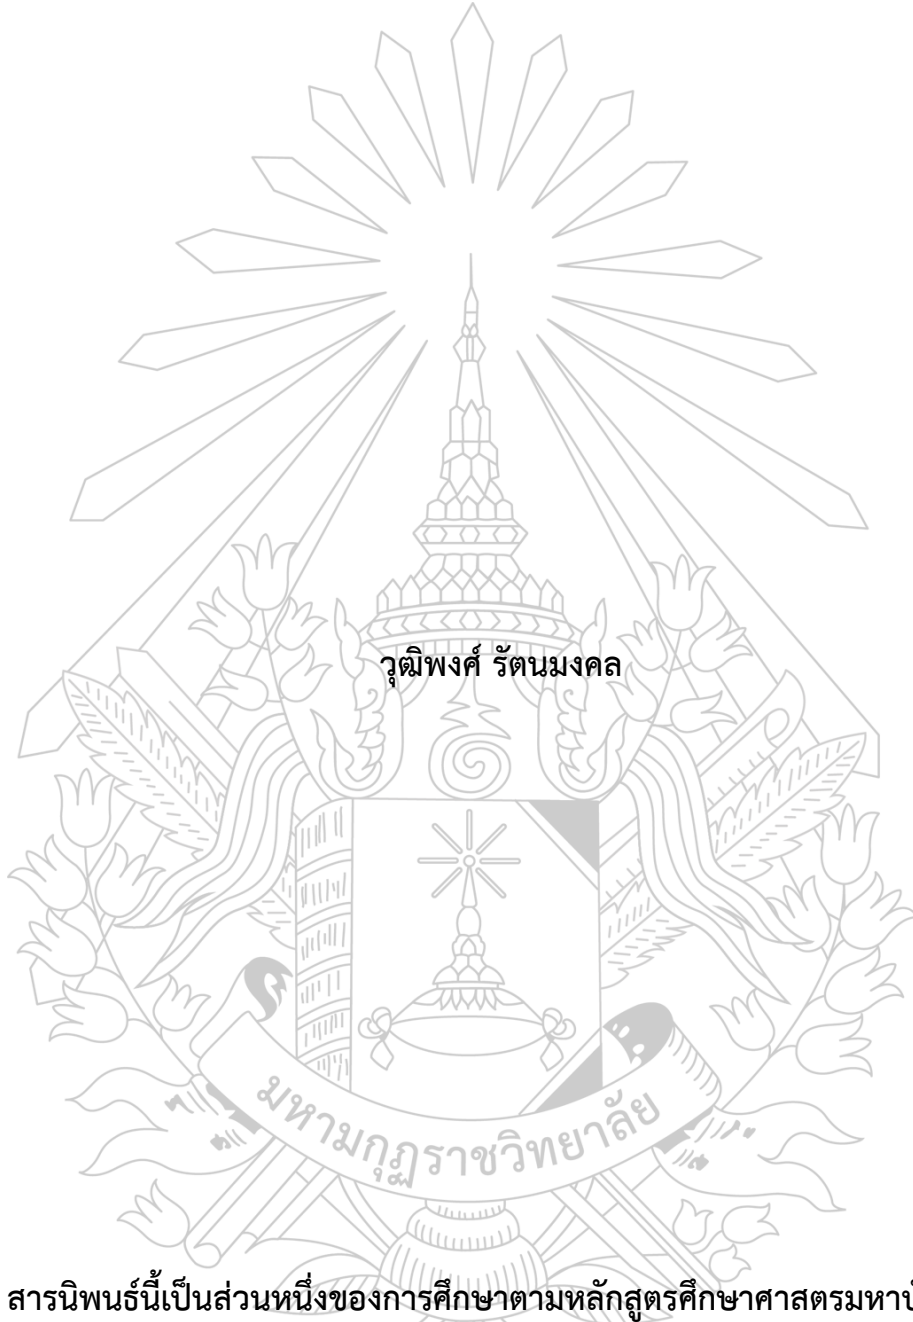 วุฒิพงศ์ รัตนมงคล
มหามกุฏราชวิทยาลัย
สารนิพนธ์นี้เป็นส่วนหนึ่งของการศึกษาตามหลักสูตรศึกษาศาสตรมหาบั